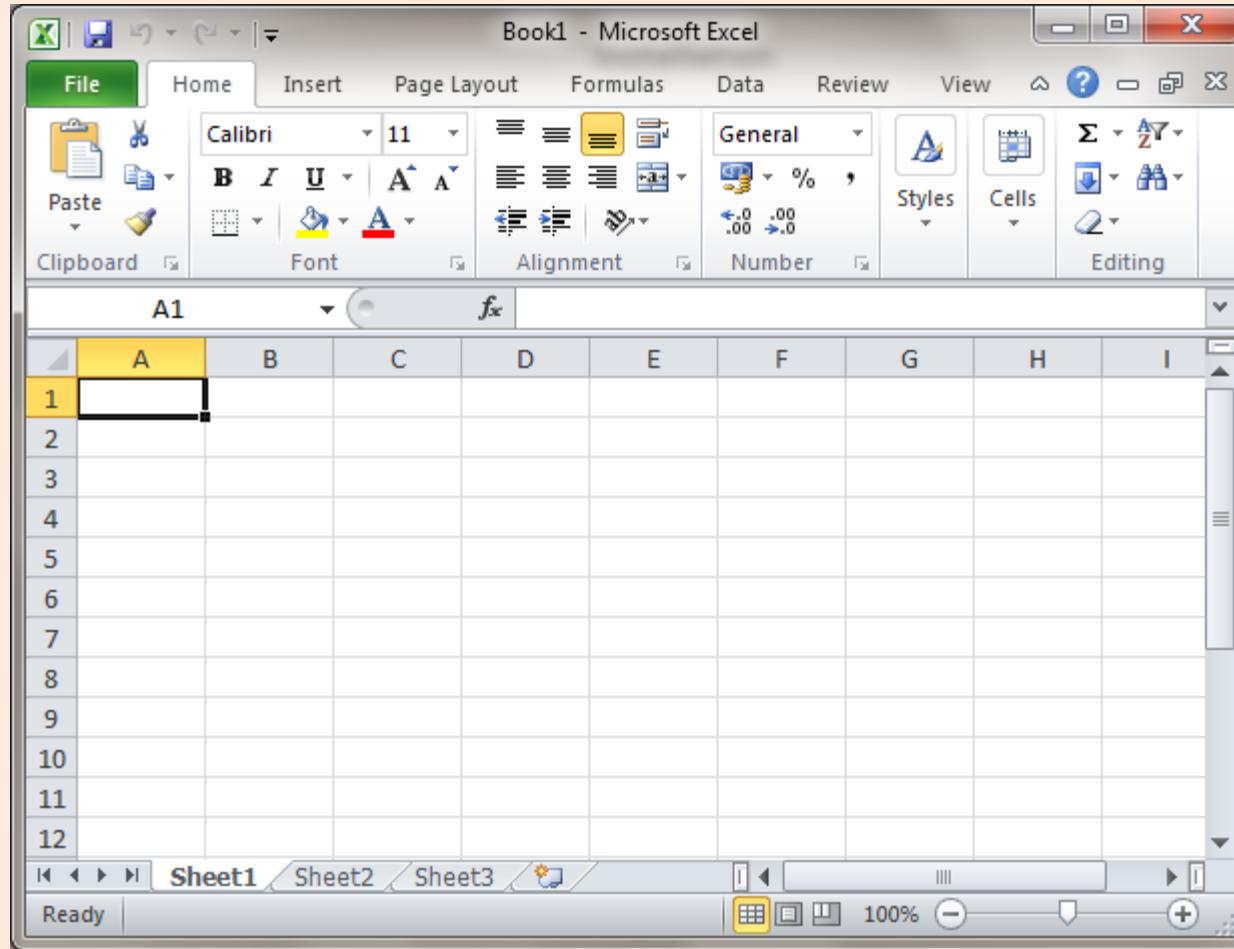 Book1 - Microsoft Excel
File Home Insert Page Layout Formulas Data Review View
Calibri 11 General
B I U A A %
Paste Styles Cells
Clipboard Font Alignment Number Editing
A1 fx
A B C D E F G H I
1
2
3
4
5
6
7
8
9
10
11
12
Sheet1 Sheet2 Sheet3
Ready 100%